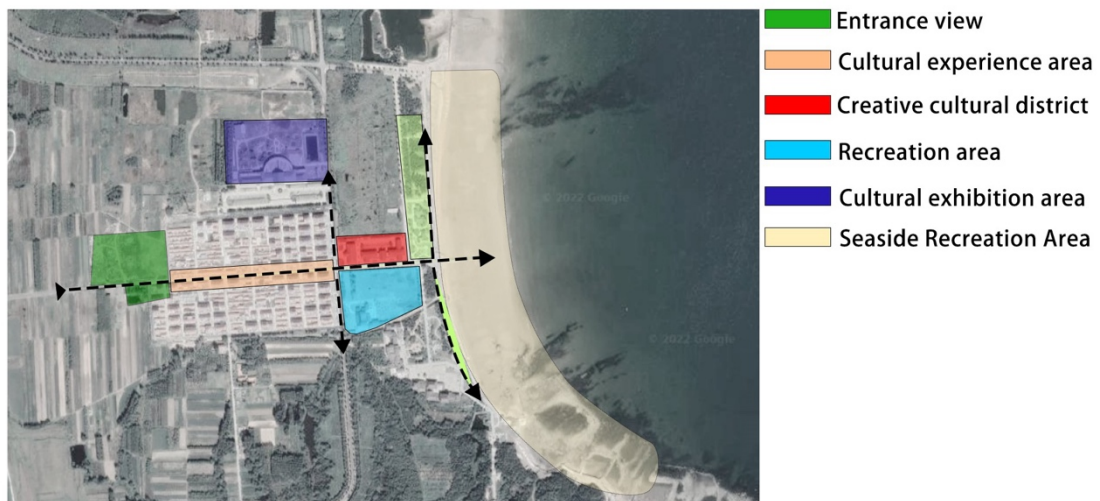 Entrance view
Cultural experience area
Creative cultural district
Recreation area
Cultural exhibition area
Seaside Recreation Area
© 2022 Google
© 2022 Google